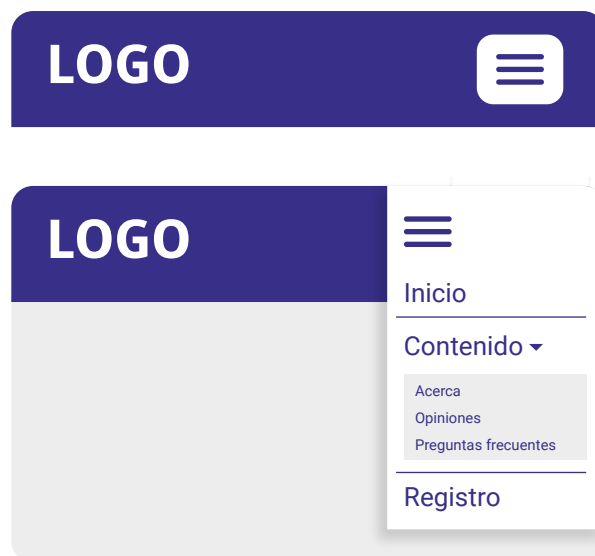 LOGO
LOGO
Inicio
Contenido
Acerca
Opiniones
Preguntas frecuentes
Registro